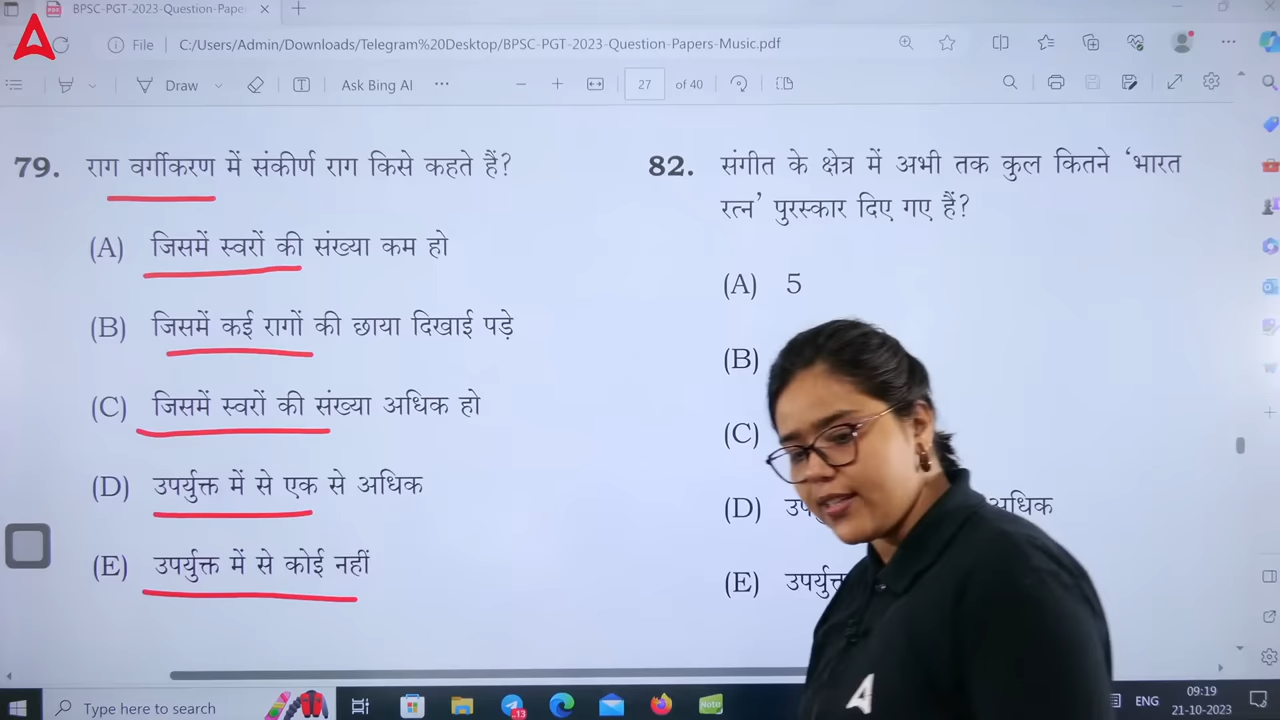 BPSC-PGT-2023-Question-Pape
File C:/Users/Admin/Downloads/Telegram%20Desktop/BPSC-PGT-2023-Question-Papers-Music.pdf
Draw Ask Bing AI 27 of 40
79. राग वर्गीकरण में संकीर्ण राग किसे कहते हैं?
(A) जिसमें स्वरों की संख्या कम हो
(B) जिसमें कई रागों की छाया दिखाई पड़े
(C) जिसमें स्वरों की संख्या अधिक हो
(D) उपर्युक्त में से एक से अधिक
(E) उपर्युक्त में से कोई नहीं
82. संगीत के क्षेत्र में अभी तक कुल कितने ‘भारत
रत्न’ पुरस्कार दिए गए हैं?
(A) 5
(B)
(C)
(D) अधिक
(E)
Type here to search
13
Note
ENG
09:19
21-10-2023